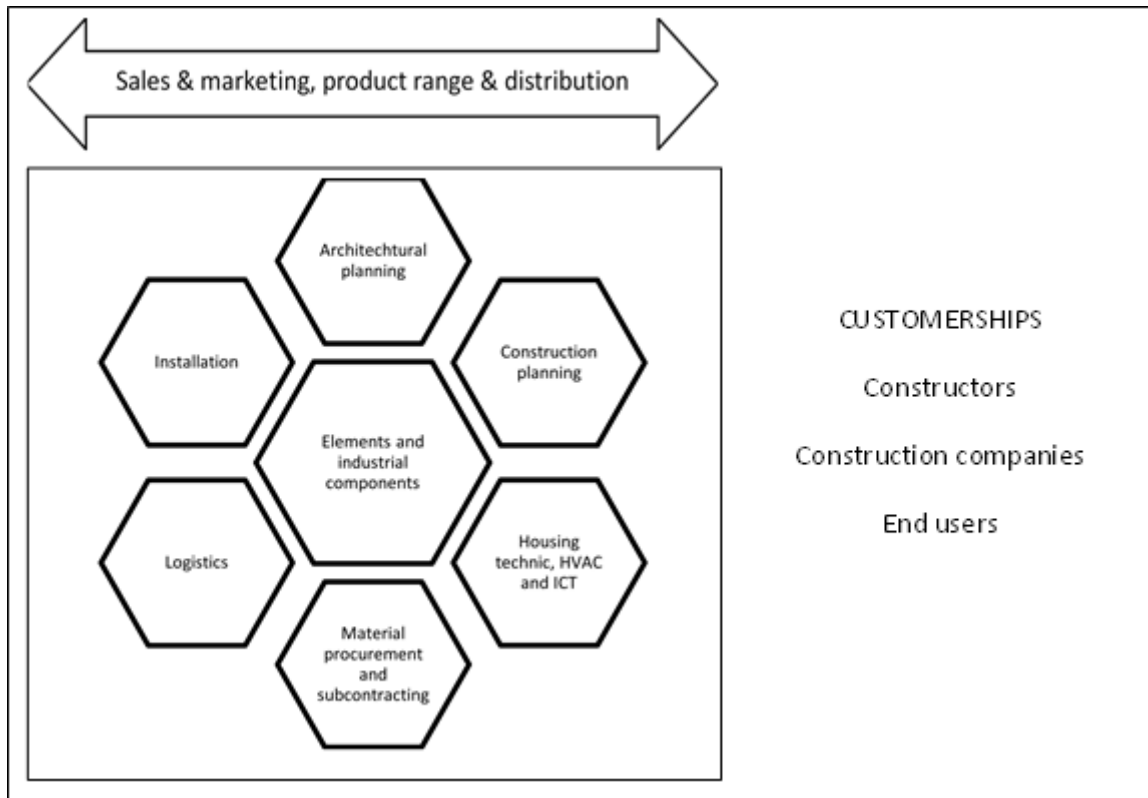 Sales & marketing, product range & distribution
Architechtural
planning
Installation
Construction
planning
Elements and
industrial
components
Logistics
Housing
technic, HVAC
and ICT
Material
procurement
and
subcontracting
CUSTOMERSHIPS
Constructors
Construction companies
End users